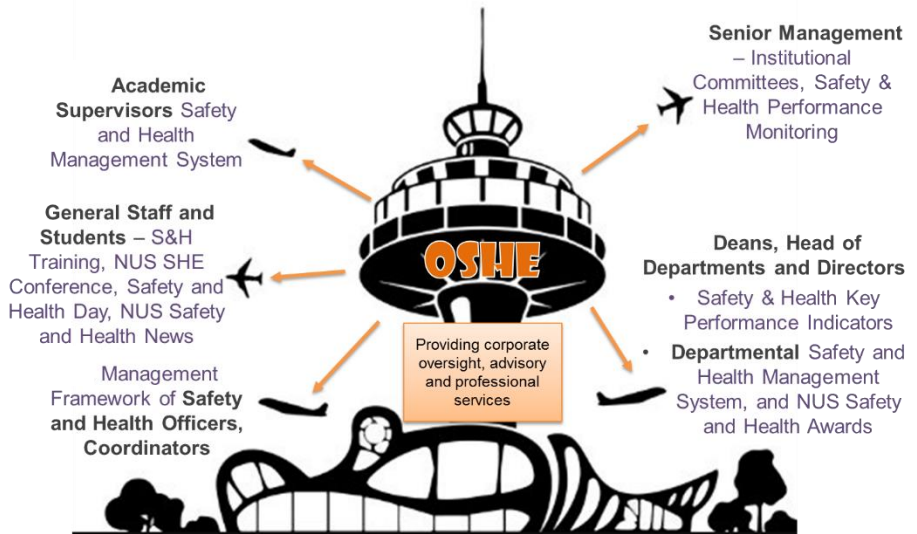 Academic
Supervisors Safety
and Health
Management System
General Staff and
Students – S&H
Training, NUS SHE
Conference, Safety and
Health Day, NUS Safety
and Health News
Management
Framework of Safety
and Health Officers,
Coordinators
OSHE
Providing corporate
oversight, advisory
and professional
services
Senior Management
– Institutional
Committees, Safety &
Health Performance
Monitoring
Deans, Head of
Departments and Directors
• Safety & Health Key
Performance Indicators
• Departmental Safety and
Health Management
System, and NUS Safety
and Health Awards